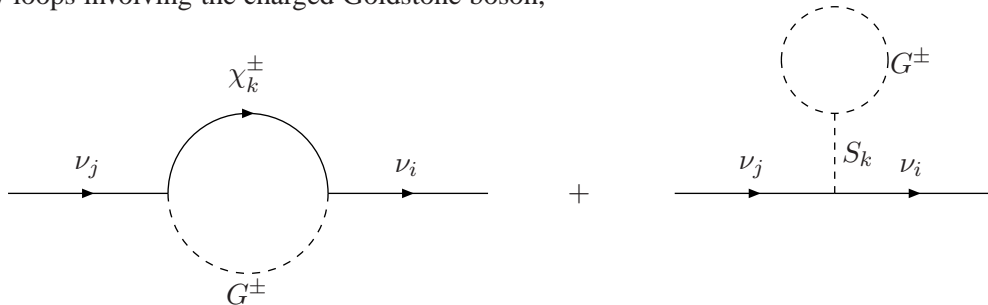 loops involving the charged Goldstone boson,
χ_k^±
ν_j
ν_i
G^±
+
G^±
S_k
ν_j
ν_i